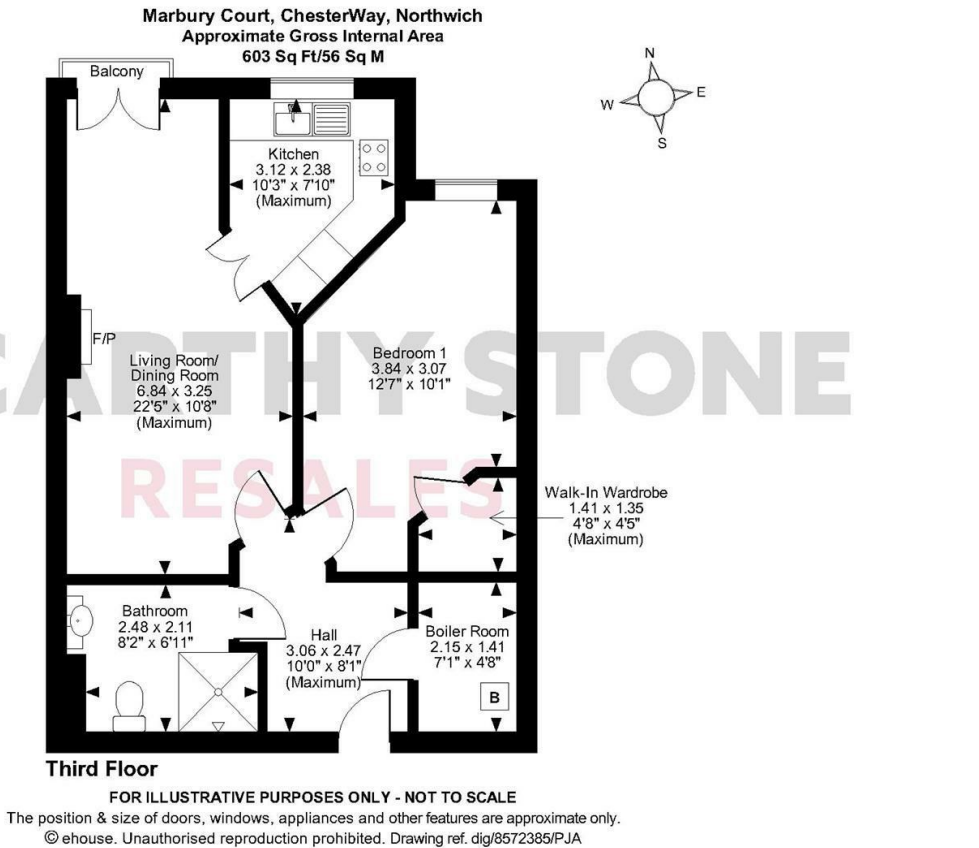 Marbury Court, ChesterWay, Northwich
Approximate Gross Internal Area
603 Sq Ft/56 Sq M
Balcony
N
E
W
S
Kitchen
3.12 x 2.38
10'3" x 7'10"
(Maximum)
F/P
Living Room/
Dining Room
6.84 x 3.25
22'5" x 10'8"
(Maximum)
Bedroom 1
3.84 x 3.07
12'7" x 10'1"
CARTHY STONE
RESALES
Walk-In Wardrobe
1.41 x 1.35
4'8" x 4'5"
(Maximum)
Bathroom
2.48 x 2.11
8'2" x 6'11"
Hall
3.06 x 2.47
10'0" x 8'1"
(Maximum)
Boiler Room
2.15 x 1.41
7'1" x 4'8"
B
Third Floor
FOR ILLUSTRATIVE PURPOSES ONLY - NOT TO SCALE
The position & size of doors, windows, appliances and other features are approximate only.
© ehouse. Unauthorised reproduction prohibited. Drawing ref. dig/8572385/PJA